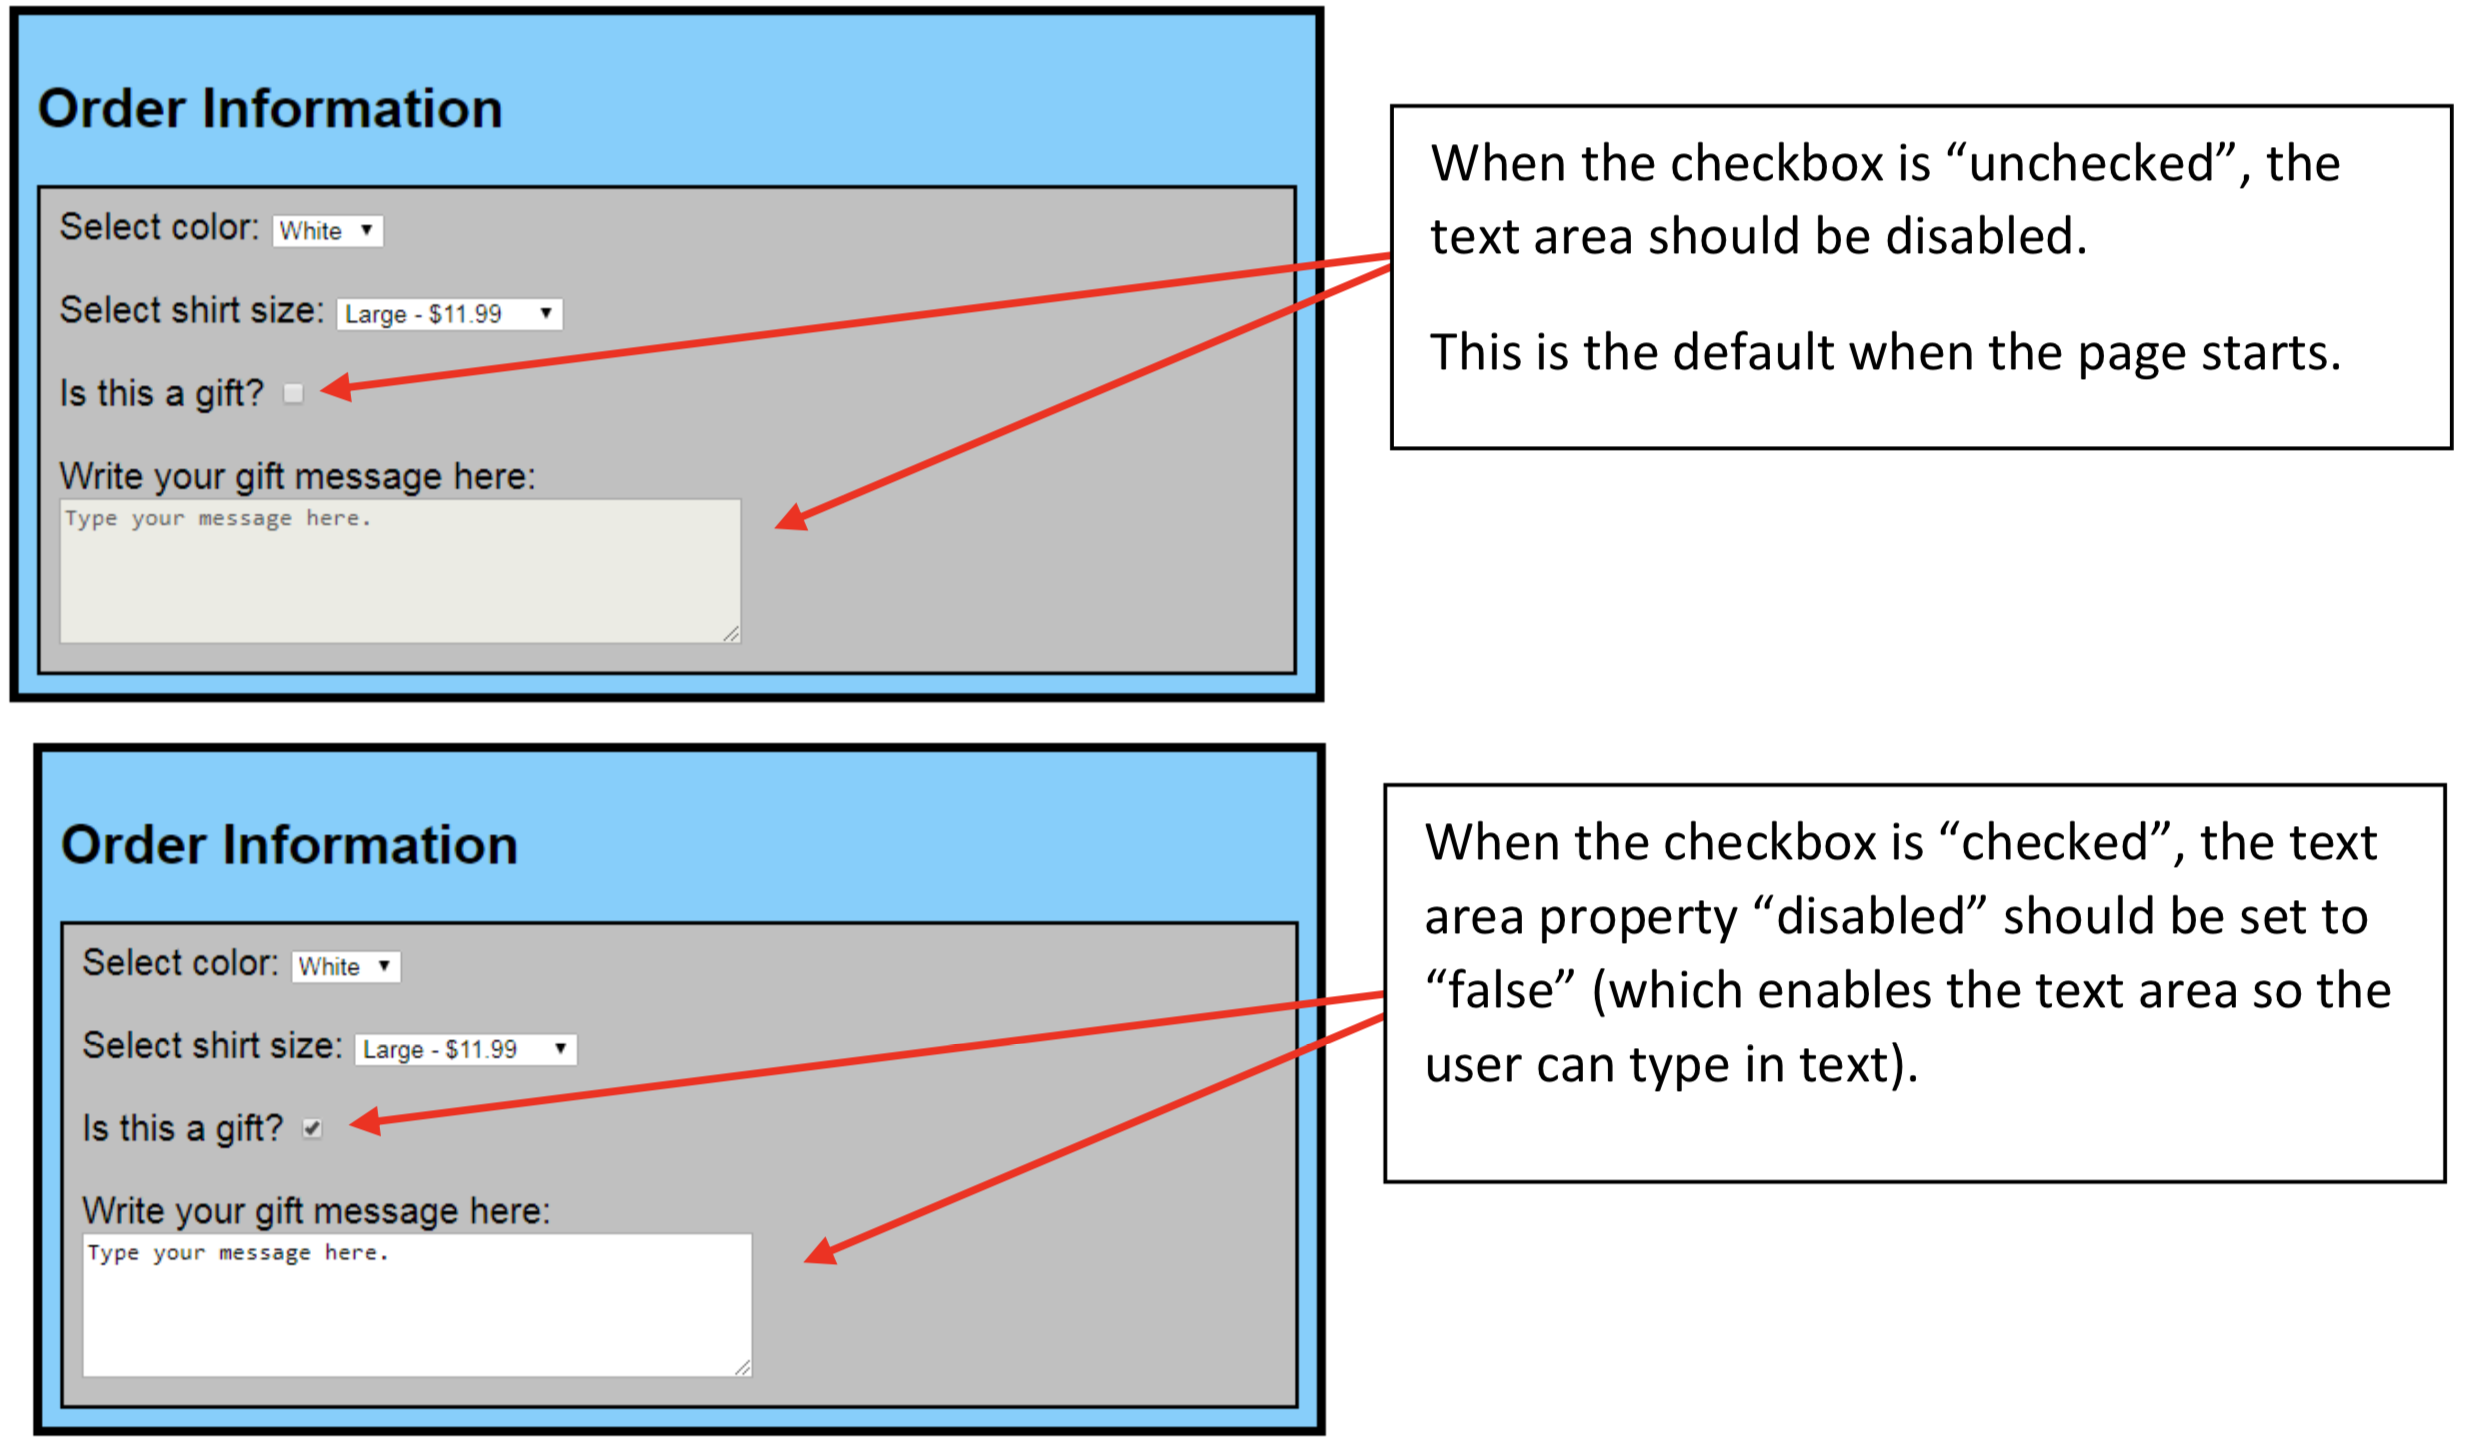 Order Information
Select color: White
Select shirt size: Large - $11.99
Is this a gift?
Write your gift message here:
Type your message here.
When the checkbox is “unchecked”, the
text area should be disabled.
This is the default when the page starts.
Order Information
Select color: White
Select shirt size: Large - $11.99
Is this a gift?
Write your gift message here:
Type your message here.
When the checkbox is “checked”, the text
area property “disabled” should be set to
“false” (which enables the text area so the
user can type in text).